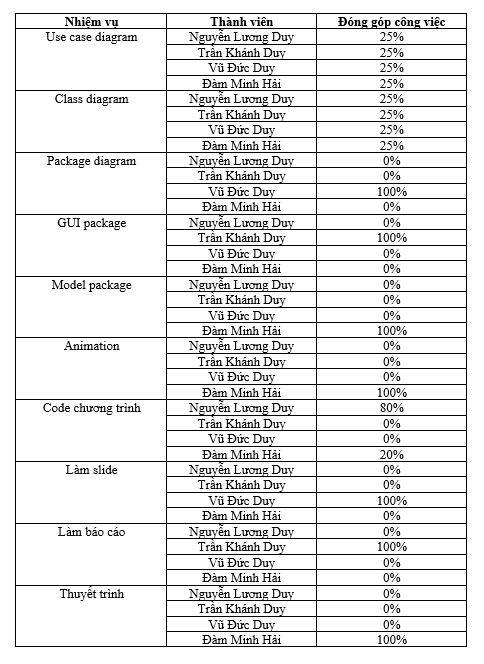 Nhiệm vụ Thành viên Đóng góp công việc
Use case diagram Nguyễn Lương Duy 25%
Trần Khánh Duy 25%
Vũ Đức Duy 25%
Đàm Minh Hải 25%
Class diagram Nguyễn Lương Duy 25%
Trần Khánh Duy 25%
Vũ Đức Duy 25%
Đàm Minh Hải 25%
Package diagram Nguyễn Lương Duy 0%
Trần Khánh Duy 0%
Vũ Đức Duy 100%
Đàm Minh Hải 0%
GUI package Nguyễn Lương Duy 0%
Trần Khánh Duy 100%
Vũ Đức Duy 0%
Đàm Minh Hải 0%
Model package Nguyễn Lương Duy 0%
Trần Khánh Duy 0%
Vũ Đức Duy 0%
Đàm Minh Hải 100%
Animation Nguyễn Lương Duy 0%
Trần Khánh Duy 0%
Vũ Đức Duy 0%
Đàm Minh Hải 100%
Code chương trình Nguyễn Lương Duy 80%
Trần Khánh Duy 0%
Vũ Đức Duy 0%
Đàm Minh Hải 20%
Làm slide Nguyễn Lương Duy 0%
Trần Khánh Duy 0%
Vũ Đức Duy 100%
Đàm Minh Hải 0%
Làm báo cáo Nguyễn Lương Duy 0%
Trần Khánh Duy 100%
Vũ Đức Duy 0%
Đàm Minh Hải 0%
Thuyết trình Nguyễn Lương Duy 0%
Trần Khánh Duy 0%
Vũ Đức Duy 0%
Đàm Minh Hải 100%